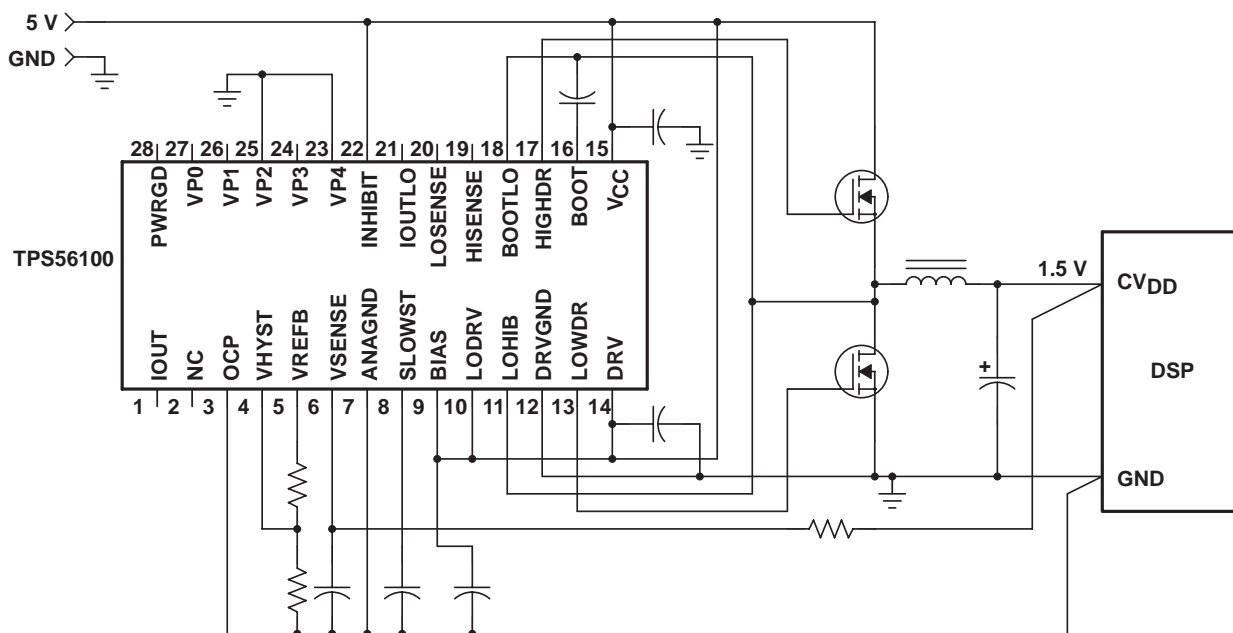 5 V
GND
28 27 26 25 24 23 22 21 20 19 18 17 16 15
PWRGD
VP0
VP1
VP2
VP3
VP4
INHIBIT
IOUTLO
LOSENSE
HISENSE
BOOTLO
HIGHDR
BOOT
VCC
TPS56100
IOUT
NC
OCP
VHYST
VREFB
VSENSE
ANAGND
SLOWST
BIAS
LODRV
LOHIB
DRVGND
LOWDR
DRV
1 2 3 4 5 6 7 8 9 10 11 12 13 14
1.5 V
CVDD
DSP
+
GND